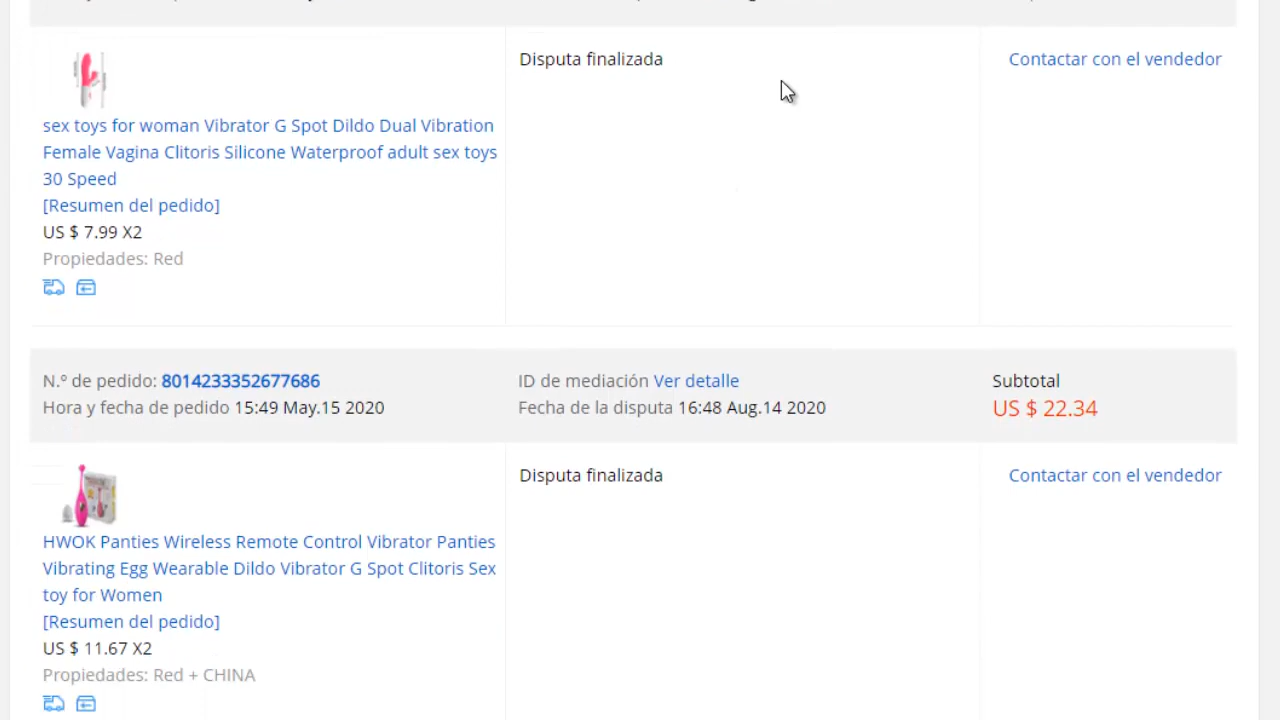 Disputa finalizada
Contactar con el vendedor
sex toys for woman Vibrator G Spot Dildo Dual Vibration
Female Vagina Clitoris Silicone Waterproof adult sex toys
30 Speed
[Resumen del pedido]
US $ 7.99 X2
Propiedades: Red
N.º de pedido: 8014233352677686
Hora y fecha de pedido 15:49 May.15 2020
ID de mediación Ver detalle
Fecha de la disputa 16:48 Aug.14 2020
Subtotal
US $ 22.34
Disputa finalizada
Contactar con el vendedor
HWOK Panties Wireless Remote Control Vibrator Panties
Vibrating Egg Wearable Dildo Vibrator G Spot Clitoris Sex
toy for Women
[Resumen del pedido]
US $ 11.67 X2
Propiedades: Red + CHINA